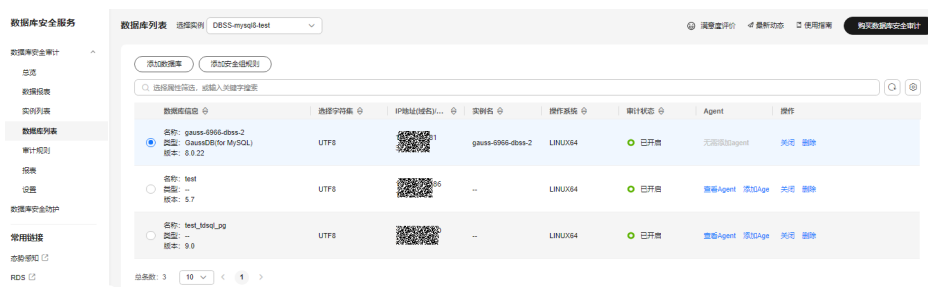 数据库安全服务
数据库列表 选择实例 DBSS-mysql8-test
满意度评价 最新动态 使用指南 购买数据库安全审计
数据库安全审计
总览
数据报表
实例列表
数据库列表
审计规则
报表
设置
数据库安全防护
常用链接
态势感知
RDS
添加数据库 添加安全组规则
选择属性筛选，或输入关键字搜索
数据库信息 选择字符集 IP地址(域名)/... 实例名 操作系统 审计状态 Agent 操作
名称： gauss-6966-dbss-2
类型： GaussDB(for MySQL) UTF8 gauss-6966-dbss-2 LINUX64 已开启 无需添加agent 关闭 删除
版本： 8.0.22
名称： test
类型： -- UTF8 -- LINUX64 已开启 查看Agent 添加Age 关闭 删除
版本： 5.7
名称： test_tdsql_pg
类型： -- UTF8 -- LINUX64 已开启 查看Agent 添加Age 关闭 删除
版本： 9.0
总条数： 3 10 < 1 >